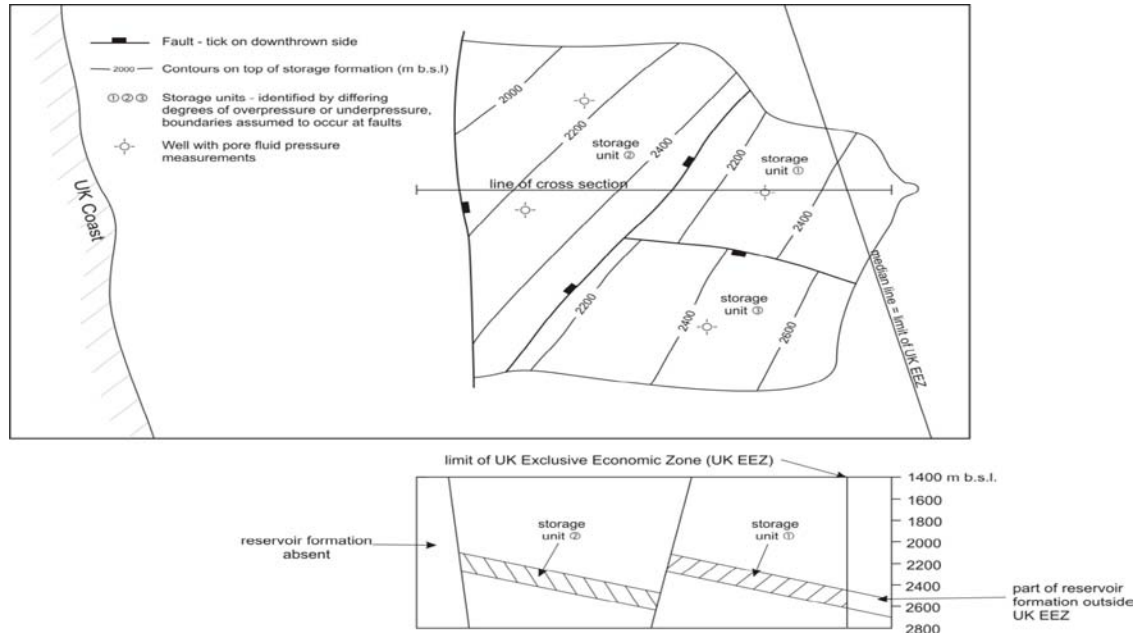 Fault - tick on downthrown side
2000
Contours on top of storage formation (m b.s.l)
①②③
Storage units - identified by differing
degrees of overpressure or underpressure,
boundaries assumed to occur at faults
Well with pore fluid pressure
measurements
UK Coast
2000
2200
2400
storage
unit ②
2200
storage
unit ①
line of cross section
2400
2200
2400
storage
unit ③
2600
median line = limit of UK EEZ
limit of UK Exclusive Economic Zone (UK EEZ)
1400 m b.s.l.
1600
1800
2000
2200
2400
2600
2800
reservoir formation
absent
storage
unit ②
storage
unit ①
part of reservoir
formation outside
UK EEZ